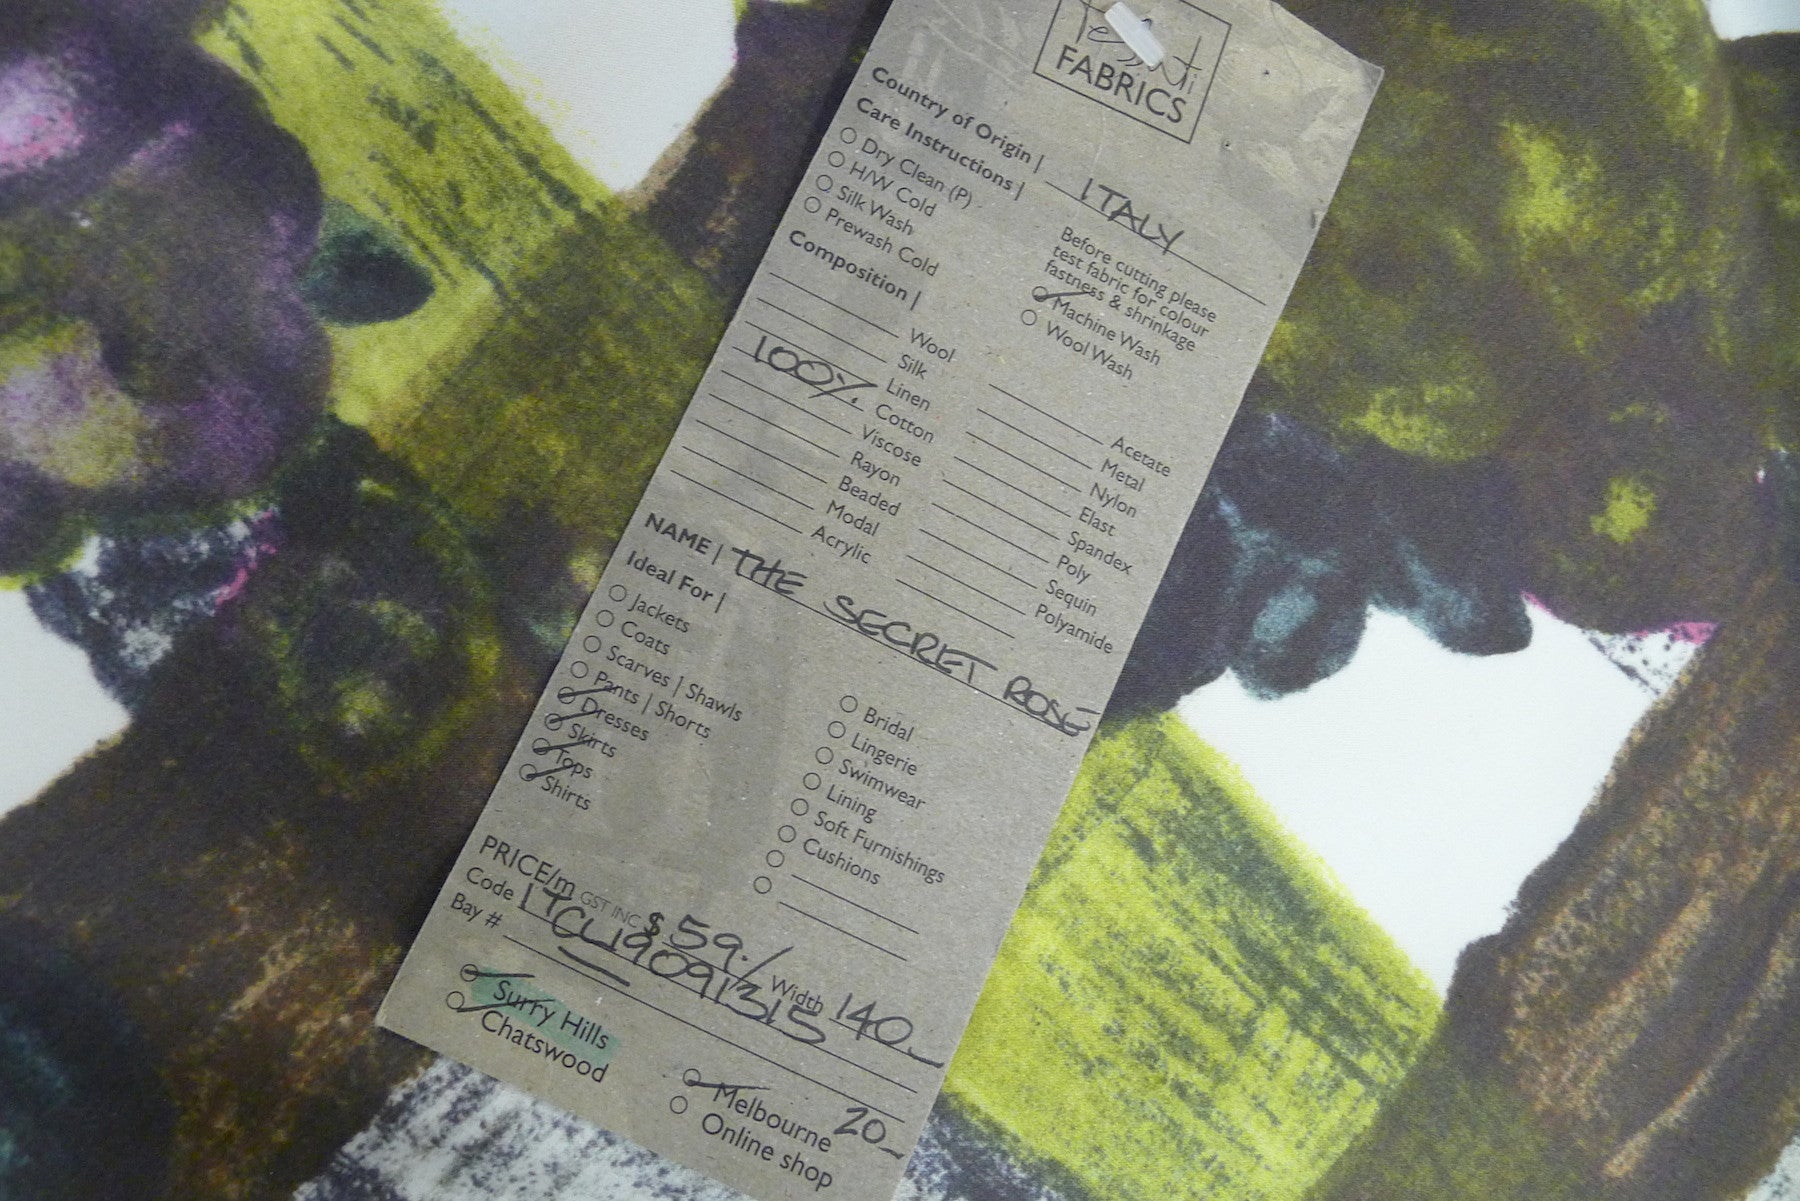 Tessuti
FABRICS
Country of Origin | ITALY
Care Instructions |
Dry Clean (P)
H/W Cold
Silk Wash
Prewash Cold
Before cutting please
test fabric for colour
fastness & shrinkage
Machine Wash
Wool Wash
Composition |
Wool
Silk
Linen
100% Cotton
Viscose
Rayon
Beaded
Modal
Acrylic
Acetate
Metal
Nylon
Elast
Spandex
Poly
Sequin
Polyamide
NAME | THE SECRET ROSE
Ideal For |
Jackets
Coats
Scarves | Shawls
Pants | Shorts
Dresses
Skirts
Tops
Shirts
Bridal
Lingerie
Swimwear
Lining
Soft Furnishings
Cushions
PRICE/m GST INC $59./ Width 140
Code ITCU19091315
Bay #
Surry Hills
Chatswood
Melbourne 20
Online shop